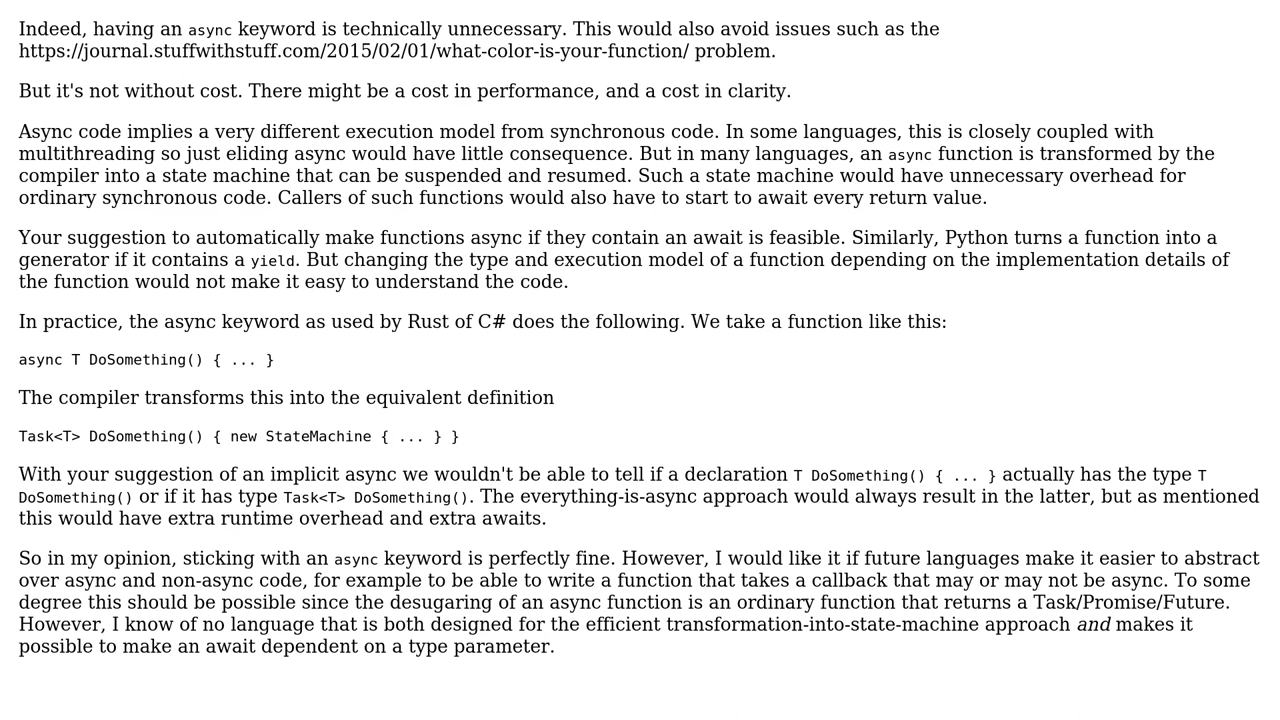 Indeed, having an async keyword is technically unnecessary. This would also avoid issues such as the
https://journal.stuffwithstuff.com/2015/02/01/what-color-is-your-function/ problem.
But it's not without cost. There might be a cost in performance, and a cost in clarity.
Async code implies a very different execution model from synchronous code. In some languages, this is closely coupled with
multithreading so just eliding async would have little consequence. But in many languages, an async function is transformed by the
compiler into a state machine that can be suspended and resumed. Such a state machine would have unnecessary overhead for
ordinary synchronous code. Callers of such functions would also have to start to await every return value.
Your suggestion to automatically make functions async if they contain an await is feasible. Similarly, Python turns a function into a
generator if it contains a yield. But changing the type and execution model of a function depending on the implementation details of
the function would not make it easy to understand the code.
In practice, the async keyword as used by Rust of C# does the following. We take a function like this:
async T DoSomething() { ... }
The compiler transforms this into the equivalent definition
Task<T> DoSomething() { new StateMachine { ... } }
With your suggestion of an implicit async we wouldn't be able to tell if a declaration T DoSomething() { ... } actually has the type T
DoSomething() or if it has type Task<T> DoSomething(). The everything-is-async approach would always result in the latter, but as mentioned
this would have extra runtime overhead and extra awaits.
So in my opinion, sticking with an async keyword is perfectly fine. However, I would like it if future languages make it easier to abstract
over async and non-async code, for example to be able to write a function that takes a callback that may or may not be async. To some
degree this should be possible since the desugaring of an async function is an ordinary function that returns a Task/Promise/Future.
However, I know of no language that is both designed for the efficient transformation-into-state-machine approach and makes it
possible to make an await dependent on a type parameter.